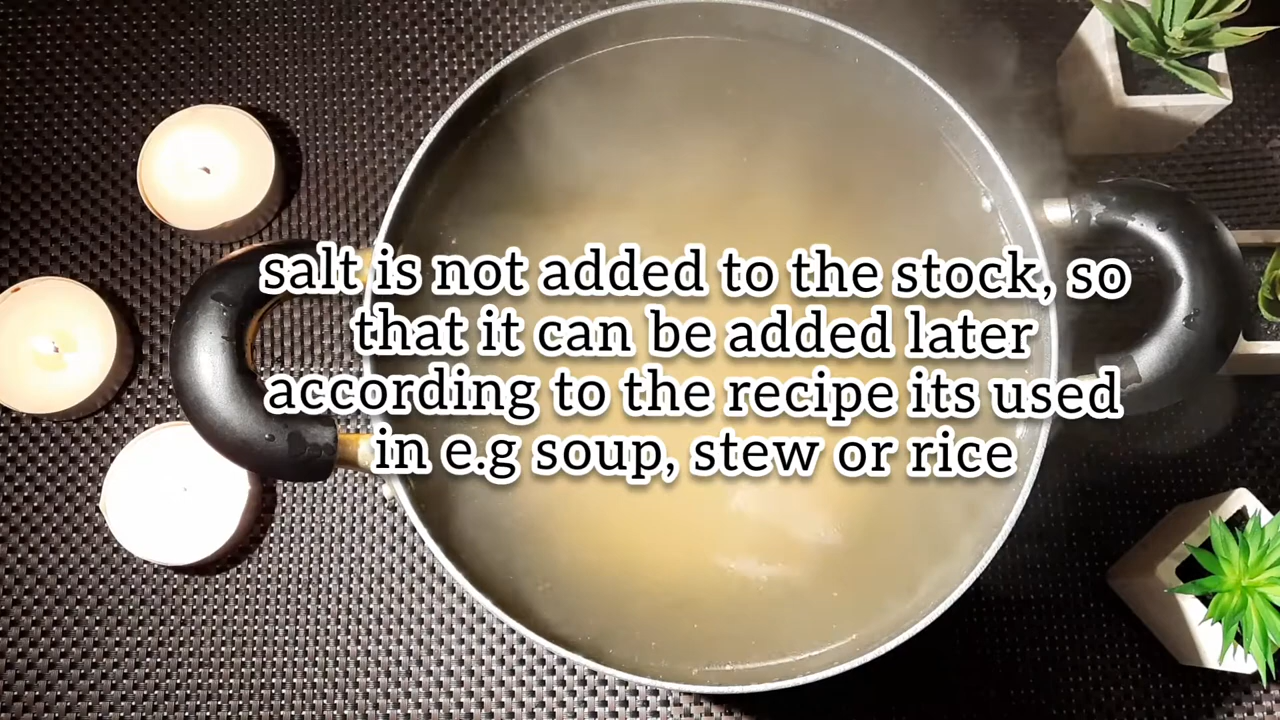 salt is not added to the stock, so
that it can be added later
according to the recipe its used
in e.g soup, stew or rice